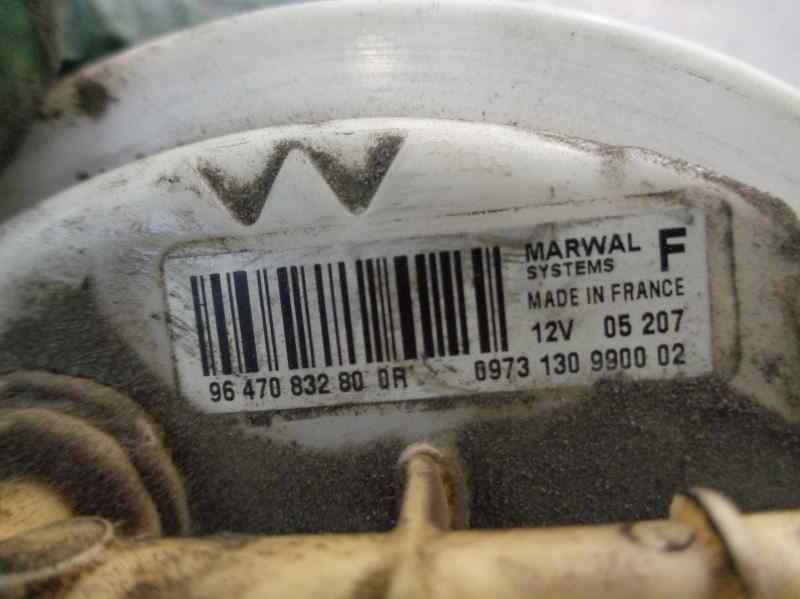 W
MARWAL F
SYSTEMS
MADE IN FRANCE
12V 05 207
96 470 832 80 0R 0973 130 9900 02